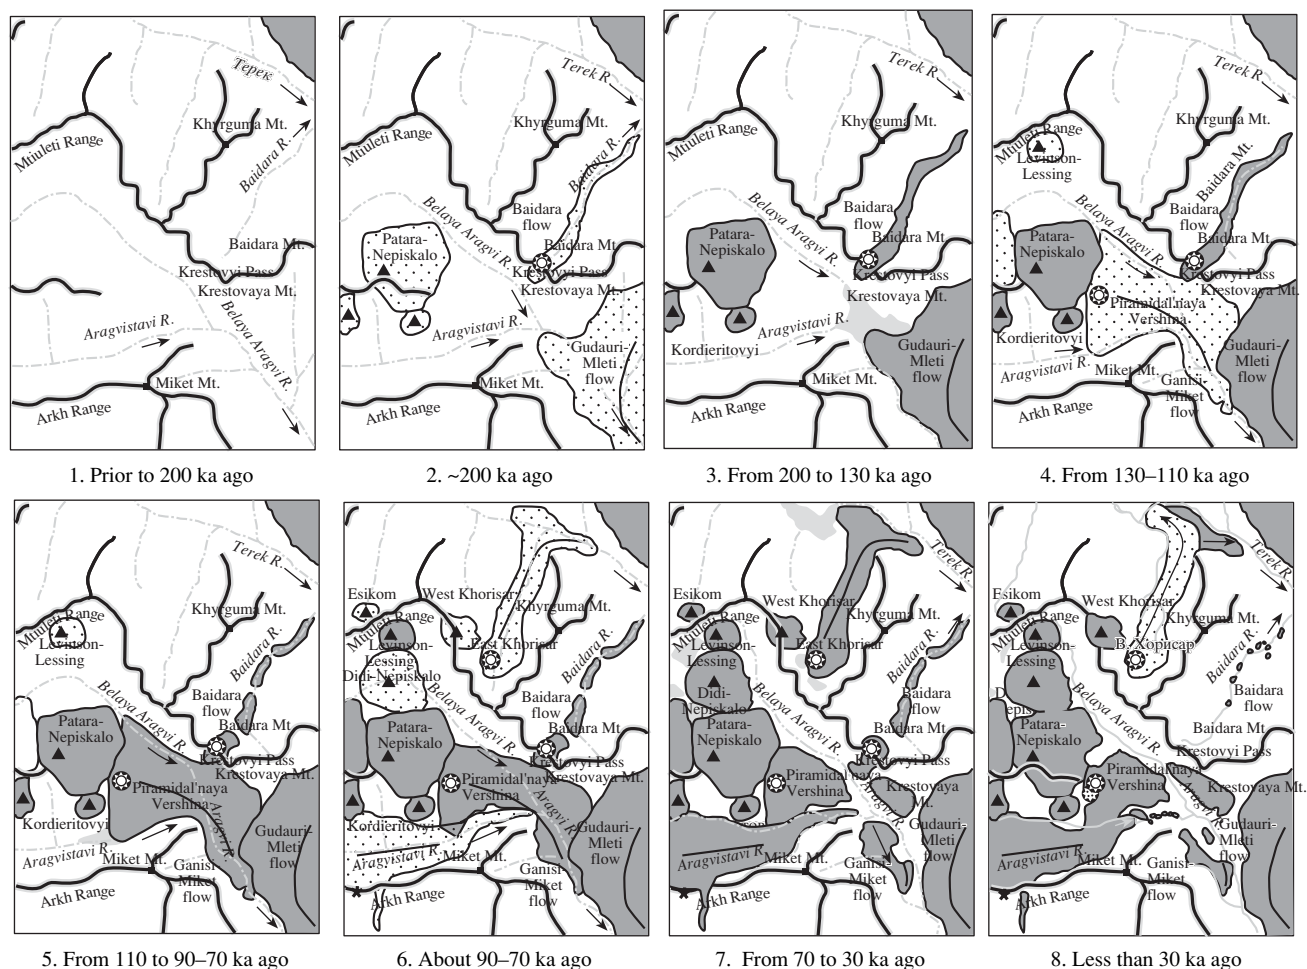 Терек
Khyrguma Mt.
Mtiuleti Range
Baidara R.
Baidara Mt.
Krestovyi Pass
Krestovaya Mt.
Belaya Aragvi R.
Aragvistavi R.
Miket Mt.
Arkh Range
1. Prior to 200 ka ago
Terek R.
Khyrguma Mt.
Mtiuleti Range
Baidara R.
Belaya Aragvi R.
Baidara
flow
Patara-
Nepiskalo
Baidara Mt.
Krestovyi Pass
Krestovaya Mt.
Aragvistavi R.
Gudauri-
Mleti
flow
Miket Mt.
Arkh Range
2. ~200 ka ago
Terek R.
Khyrguma Mt.
Mtiuleti Range
Belaya Aragvi R.
Baidara
flow
Patara-
Nepiskalo
Baidara Mt.
Krestovyi Pass
Krestovaya Mt.
Aragvistavi R.
Kordieritovyi
Gudauri-
Mleti
flow
Miket Mt.
Arkh Range
3. From 200 to 130 ka ago
Terek R.
Khyrguma Mt.
Mtiuleti Range
Levinson-
Lessing
Baidara Mt.
Belaya Aragvi R.
Baidara
flow
Patara-
Nepiskalo
Baidara Mt.
Krestovyi Pass
Krestovaya Mt.
Piramidal'naya
Vershina
Kordieritovyi
Gudauri-
Mleti
flow
Aragvistavi R.
Miket Mt.
Ganisi-
Miket
flow
Arkh Range
4. From 130–110 ka ago
Terek R.
Khyrguma Mt.
Mtiuleti Range
Levinson-
Lessing
Baidara R.
Belaya Aragvi R.
Baidara
flow
Patara-
Nepiskalo
Baidara Mt
Krestovyi Pass
Krestovaya Mt.
Piramidal'naya
Vershina
Aragvi R.
Kordieritovyi
Gudauri-
Mleti
flow
Aragvistavi R.
Miket Mt.
Ganisi-
Miket
flow
Arkh Range
5. From 110 to 90–70 ka ago
Terek R.
Esikom
West Khorisar
Khyrguma Mt.
Mtiuleti Range
Levinson-
Lessing
East Khorisar
Didi-Nepiskalo
Baidara R.
Belaya Aragvi R.
Baidara
flow
Patara-
Nepiskalo
Baidara Mt
Krestovyi Pass
Krestovaya Mt.
Piramidal'naya
Vershina
Aragvi R.
Kordieritovyi
Gudauri-
Mleti
flow
Aragvistavi R.
Miket Mt.
Ganisi-
Miket
flow
Arkh Range
6. About 90–70 ka ago
Terek R.
Esikom
West Khorisar
Khyrguma Mt.
Mtiuleti Range
Levinson-
Lessing
East Khorisar
Didi-
Nepiskalo
Baidara R.
Belaya Aragvi R.
Baidara
flow
Patara-
Nepiskalo
Baidara Mt
Krestovyi Pass
Krestovaya
Mt.
Piramidal'naya
Vershina
Aragvi R.
Gudauri-
Mleti
flow
Aragvistavi R.
Miket Mt.
Ganisi-
Miket
flow
Arkh Range
7. From 70 to 30 ka ago
Terek R.
Esikom
West Khorisar
Khyrguma Mt.
Mtiuleti Range
Levinson-
Lessing
В. Хорисар
Baidara R.
Belaya Aragvi R.
Baidara
flow
Patara-
Nepiskalo
Baidara Mt
Krestovyi Pass
Krestovaya Mt.
Piramidal'naya
Vershina
Aragvi R.
Gudauri-
Mleti
flow
Aragvistavi R.
Miket Mt.
Ganisi-
Miket
flow
Arkh Range
8. Less than 30 ka ago